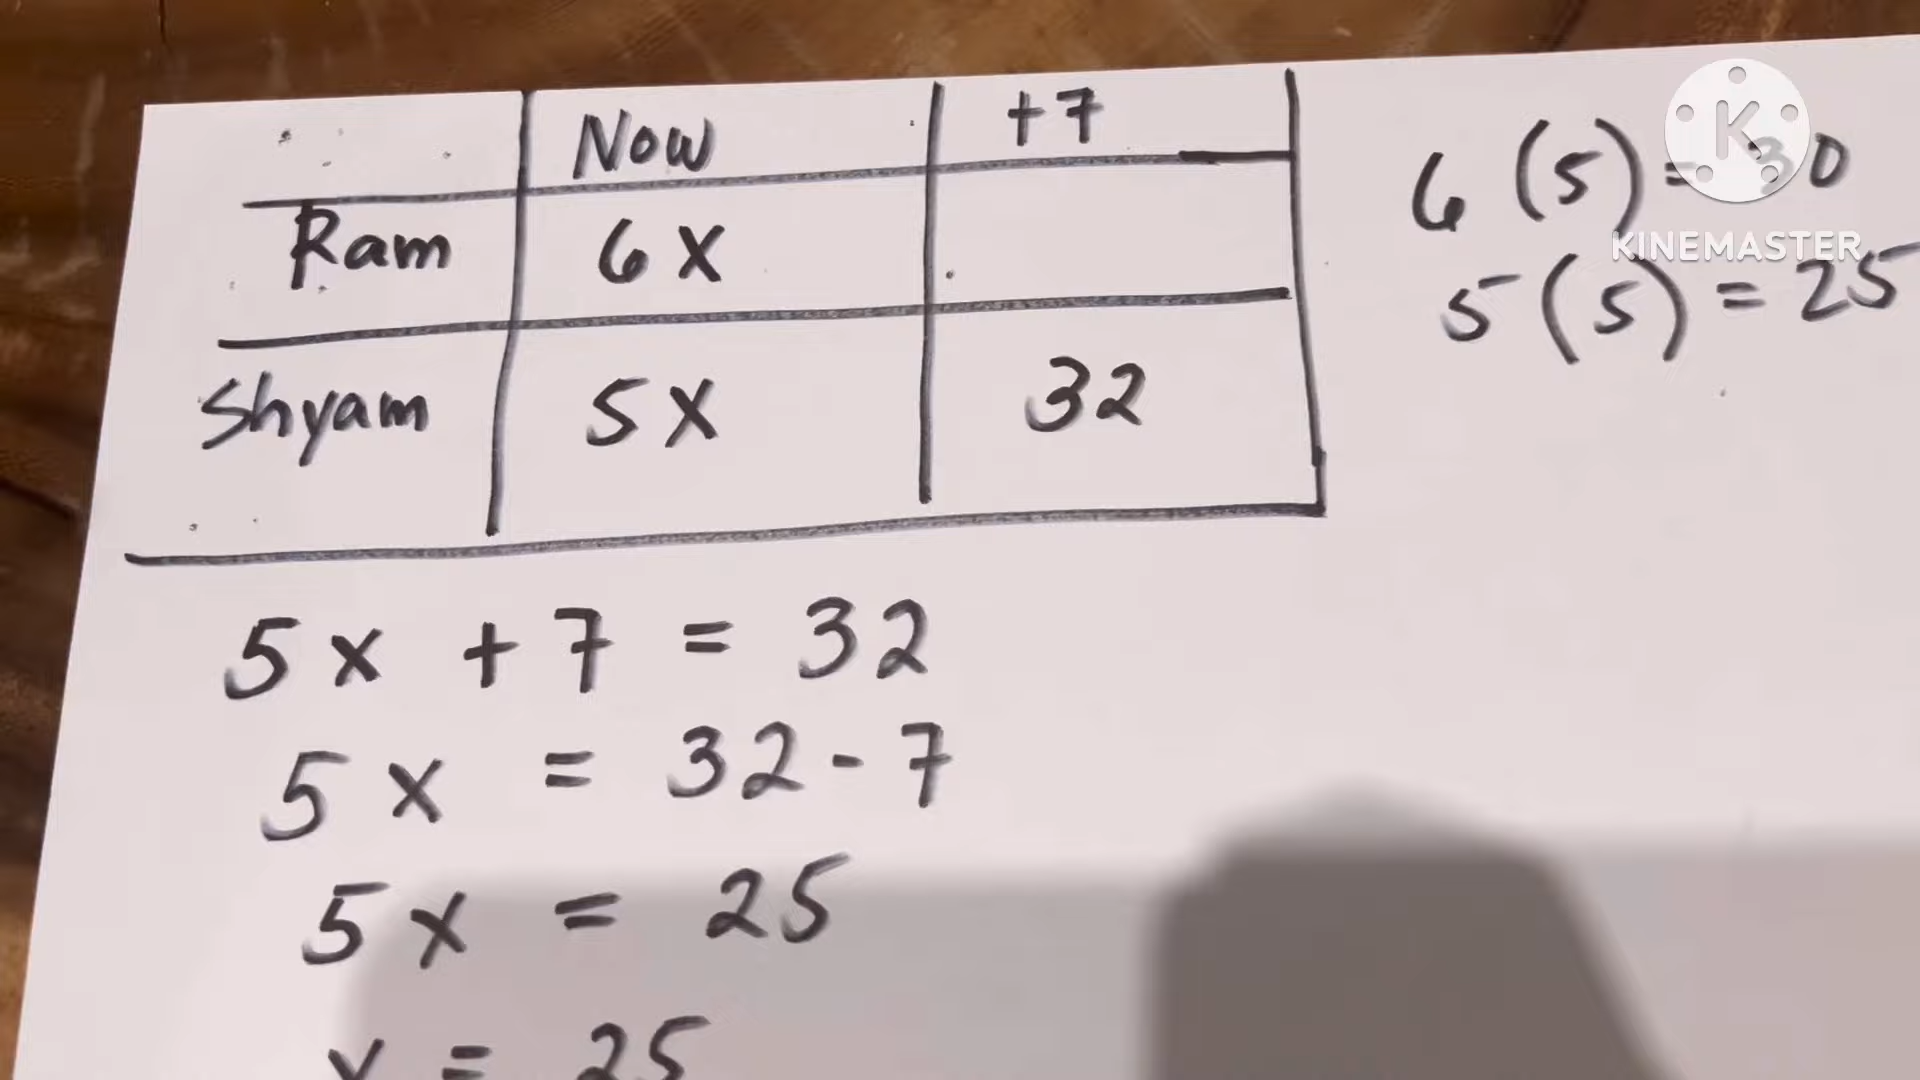 Now +7
Ram 6x
Shyam 5x 32
5x + 7 = 32
5x = 32 - 7
5x = 25
x = 25
6 (5) = 30
5 (5) = 25
K
KINEMASTER